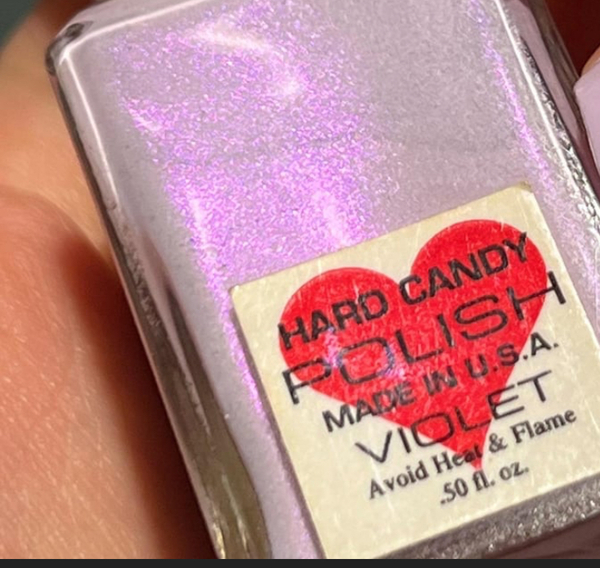 HARD CANDY
POLISH
MADE IN U.S.A.
VIOLET
Avoid Heat & Flame
.50 fl. oz.